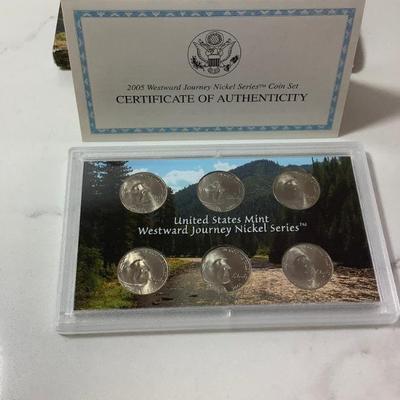 2005 Westward Journey Nickel Series™ Coin Set
CERTIFICATE OF AUTHENTICITY
United States Mint
Westward Journey Nickel Series™